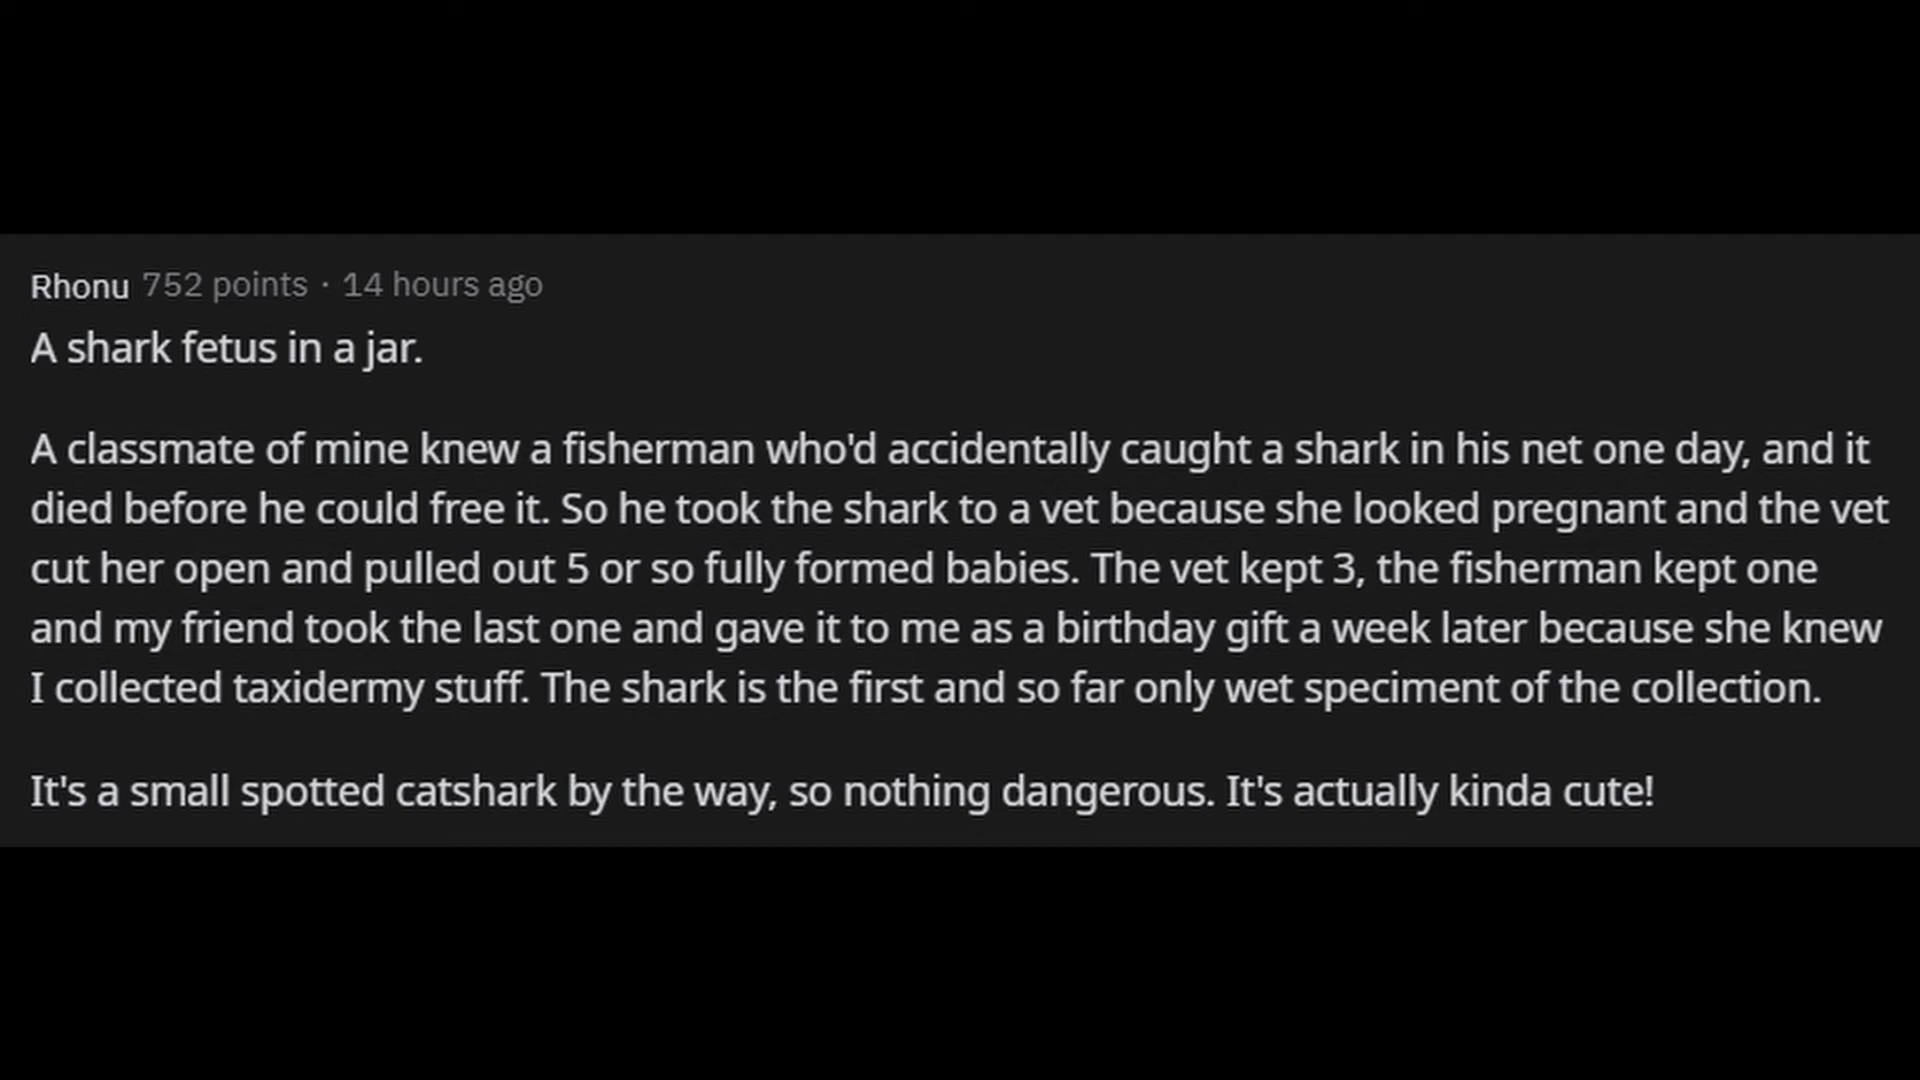 Rhonu 752 points · 14 hours ago
A shark fetus in a jar.
A classmate of mine knew a fisherman who'd accidentally caught a shark in his net one day, and it
died before he could free it. So he took the shark to a vet because she looked pregnant and the vet
cut her open and pulled out 5 or so fully formed babies. The vet kept 3, the fisherman kept one
and my friend took the last one and gave it to me as a birthday gift a week later because she knew
I collected taxidermy stuff. The shark is the first and so far only wet speciment of the collection.
It's a small spotted catshark by the way, so nothing dangerous. It's actually kinda cute!